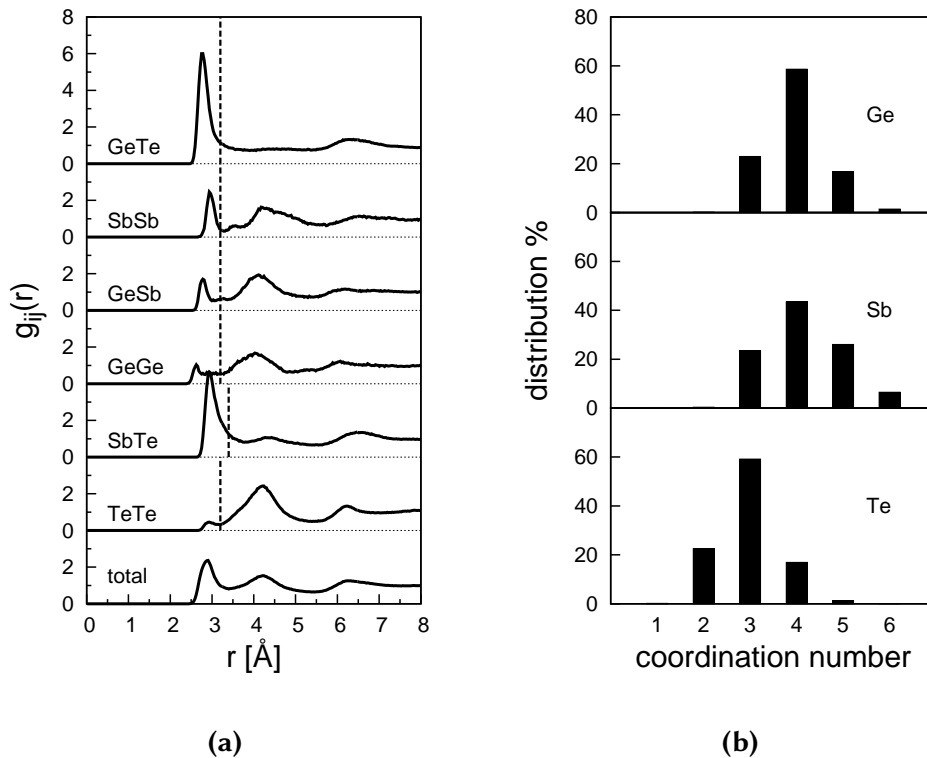 8
6
4
2
0
GeTe
2
0
SbSb
2
0
GeSb
2
0
GeGe
2
0
SbTe
2
0
TeTe
2
0
total
0 1 2 3 4 5 6 7 8
r [Å]
g_ij(r)
(a)
80
60
40
20
0
Ge
60
40
20
0
Sb
60
40
20
0
Te
1 2 3 4 5 6
coordination number
distribution %
(b)